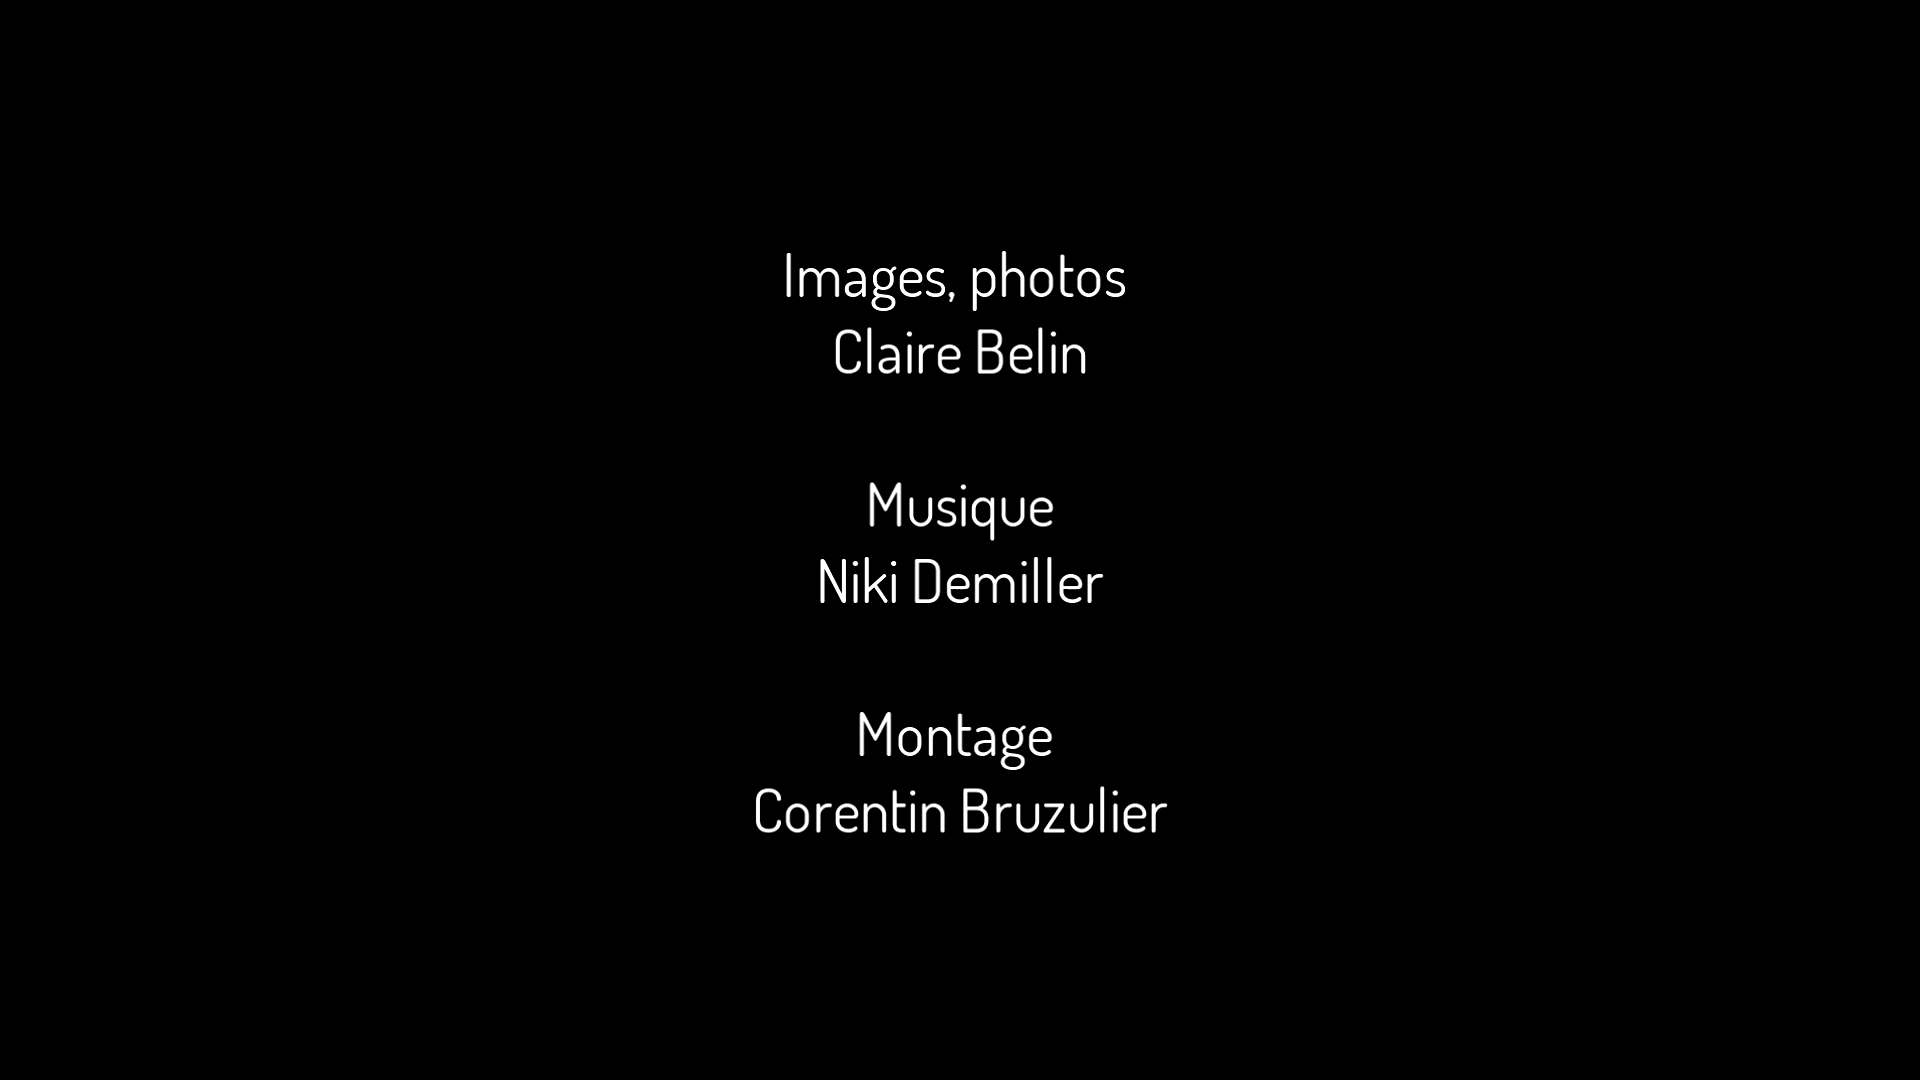 Images, photos
Claire Belin
Musique
Niki Demiller
Montage
Corentin Bruzulier